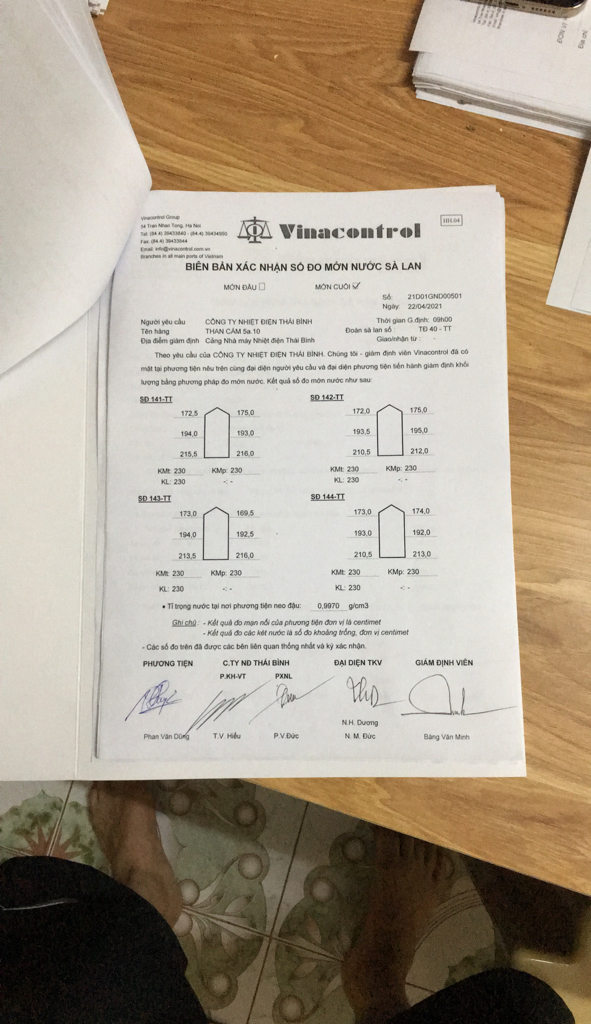 Vinacontrol Group
54 Tran Nhan Tong, Ha Noi
Tel: (84.4) 39433840 - (84.4) 39434693
Fax: (84.4) 39433844
Email: info@vinacontrol.com.vn
Branches in all main ports of Vietnam
Vinacontrol
HH.04
BIÊN BẢN XÁC NHẬN SỐ ĐO MỚN NƯỚC SÀ LAN
MỚN ĐẦU ☐ MỚN CUỐI ☑
Số: 21D01GND00501
Ngày: 22/04/2021
Người yêu cầu CÔNG TY NHIỆT ĐIỆN THÁI BÌNH Thời gian G.định: 09h00
Tên hàng THAN CÁM 5a.10 Đoàn sà lan số : TĐ 40 - TT
Địa điểm giám định Cảng Nhà máy Nhiệt điện Thái Bình Giao/nhận từ :
Theo yêu cầu của CÔNG TY NHIỆT ĐIỆN THÁI BÌNH. Chúng tôi - giám định viên Vinacontrol đã có
mặt tại phương tiện nêu trên cùng đại diện người yêu cầu và đại diện phương tiện tiến hành giám định khối
lượng bằng phương pháp đo mớn nước. Kết quả số đo mớn nước như sau:
SĐ 141-TT SĐ 142-TT
172,5 175,0 172,0 175,0
194,0 193,0 193,5 195,0
215,5 216,0 210,5 212,0
KMt: 230 KMp: 230 KMt: 230 KMp: 230
KL: 230 -: - KL: 230 -: -
SĐ 143-TT SĐ 144-TT
173,0 169,5 173,0 174,0
194,0 192,5 193,0 192,0
213,5 216,0 210,5 213,0
KMt: 230 KMp: 230 KMt: 230 KMp: 230
KL: 230 -: - KL: 230 -: -
• Tỉ trọng nước tại nơi phương tiện neo đậu: 0,9970 g/cm3
Ghi chú : - Kết quả đo mạn nổi của phương tiện đơn vị là centimet
- Kết quả đo các két nước là số đo khoảng trống, đơn vị centimet
- Các số đo trên đã được các bên liên quan thống nhất và ký xác nhận.
PHƯƠNG TIỆN C.TY NĐ THÁI BÌNH ĐẠI DIỆN TKV GIÁM ĐỊNH VIÊN
P.KH-VT PXNL
N.H. Dương
Phan Văn Dũng T.V. Hiếu P.V.Đức N. M. Đức Bàng Văn Minh